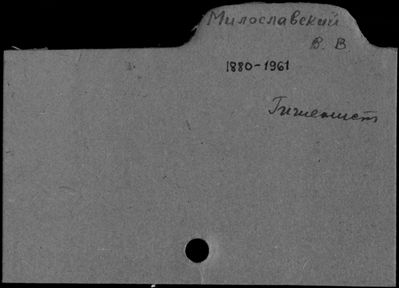 Милославский
В. В
1880-1961
Гигиенист